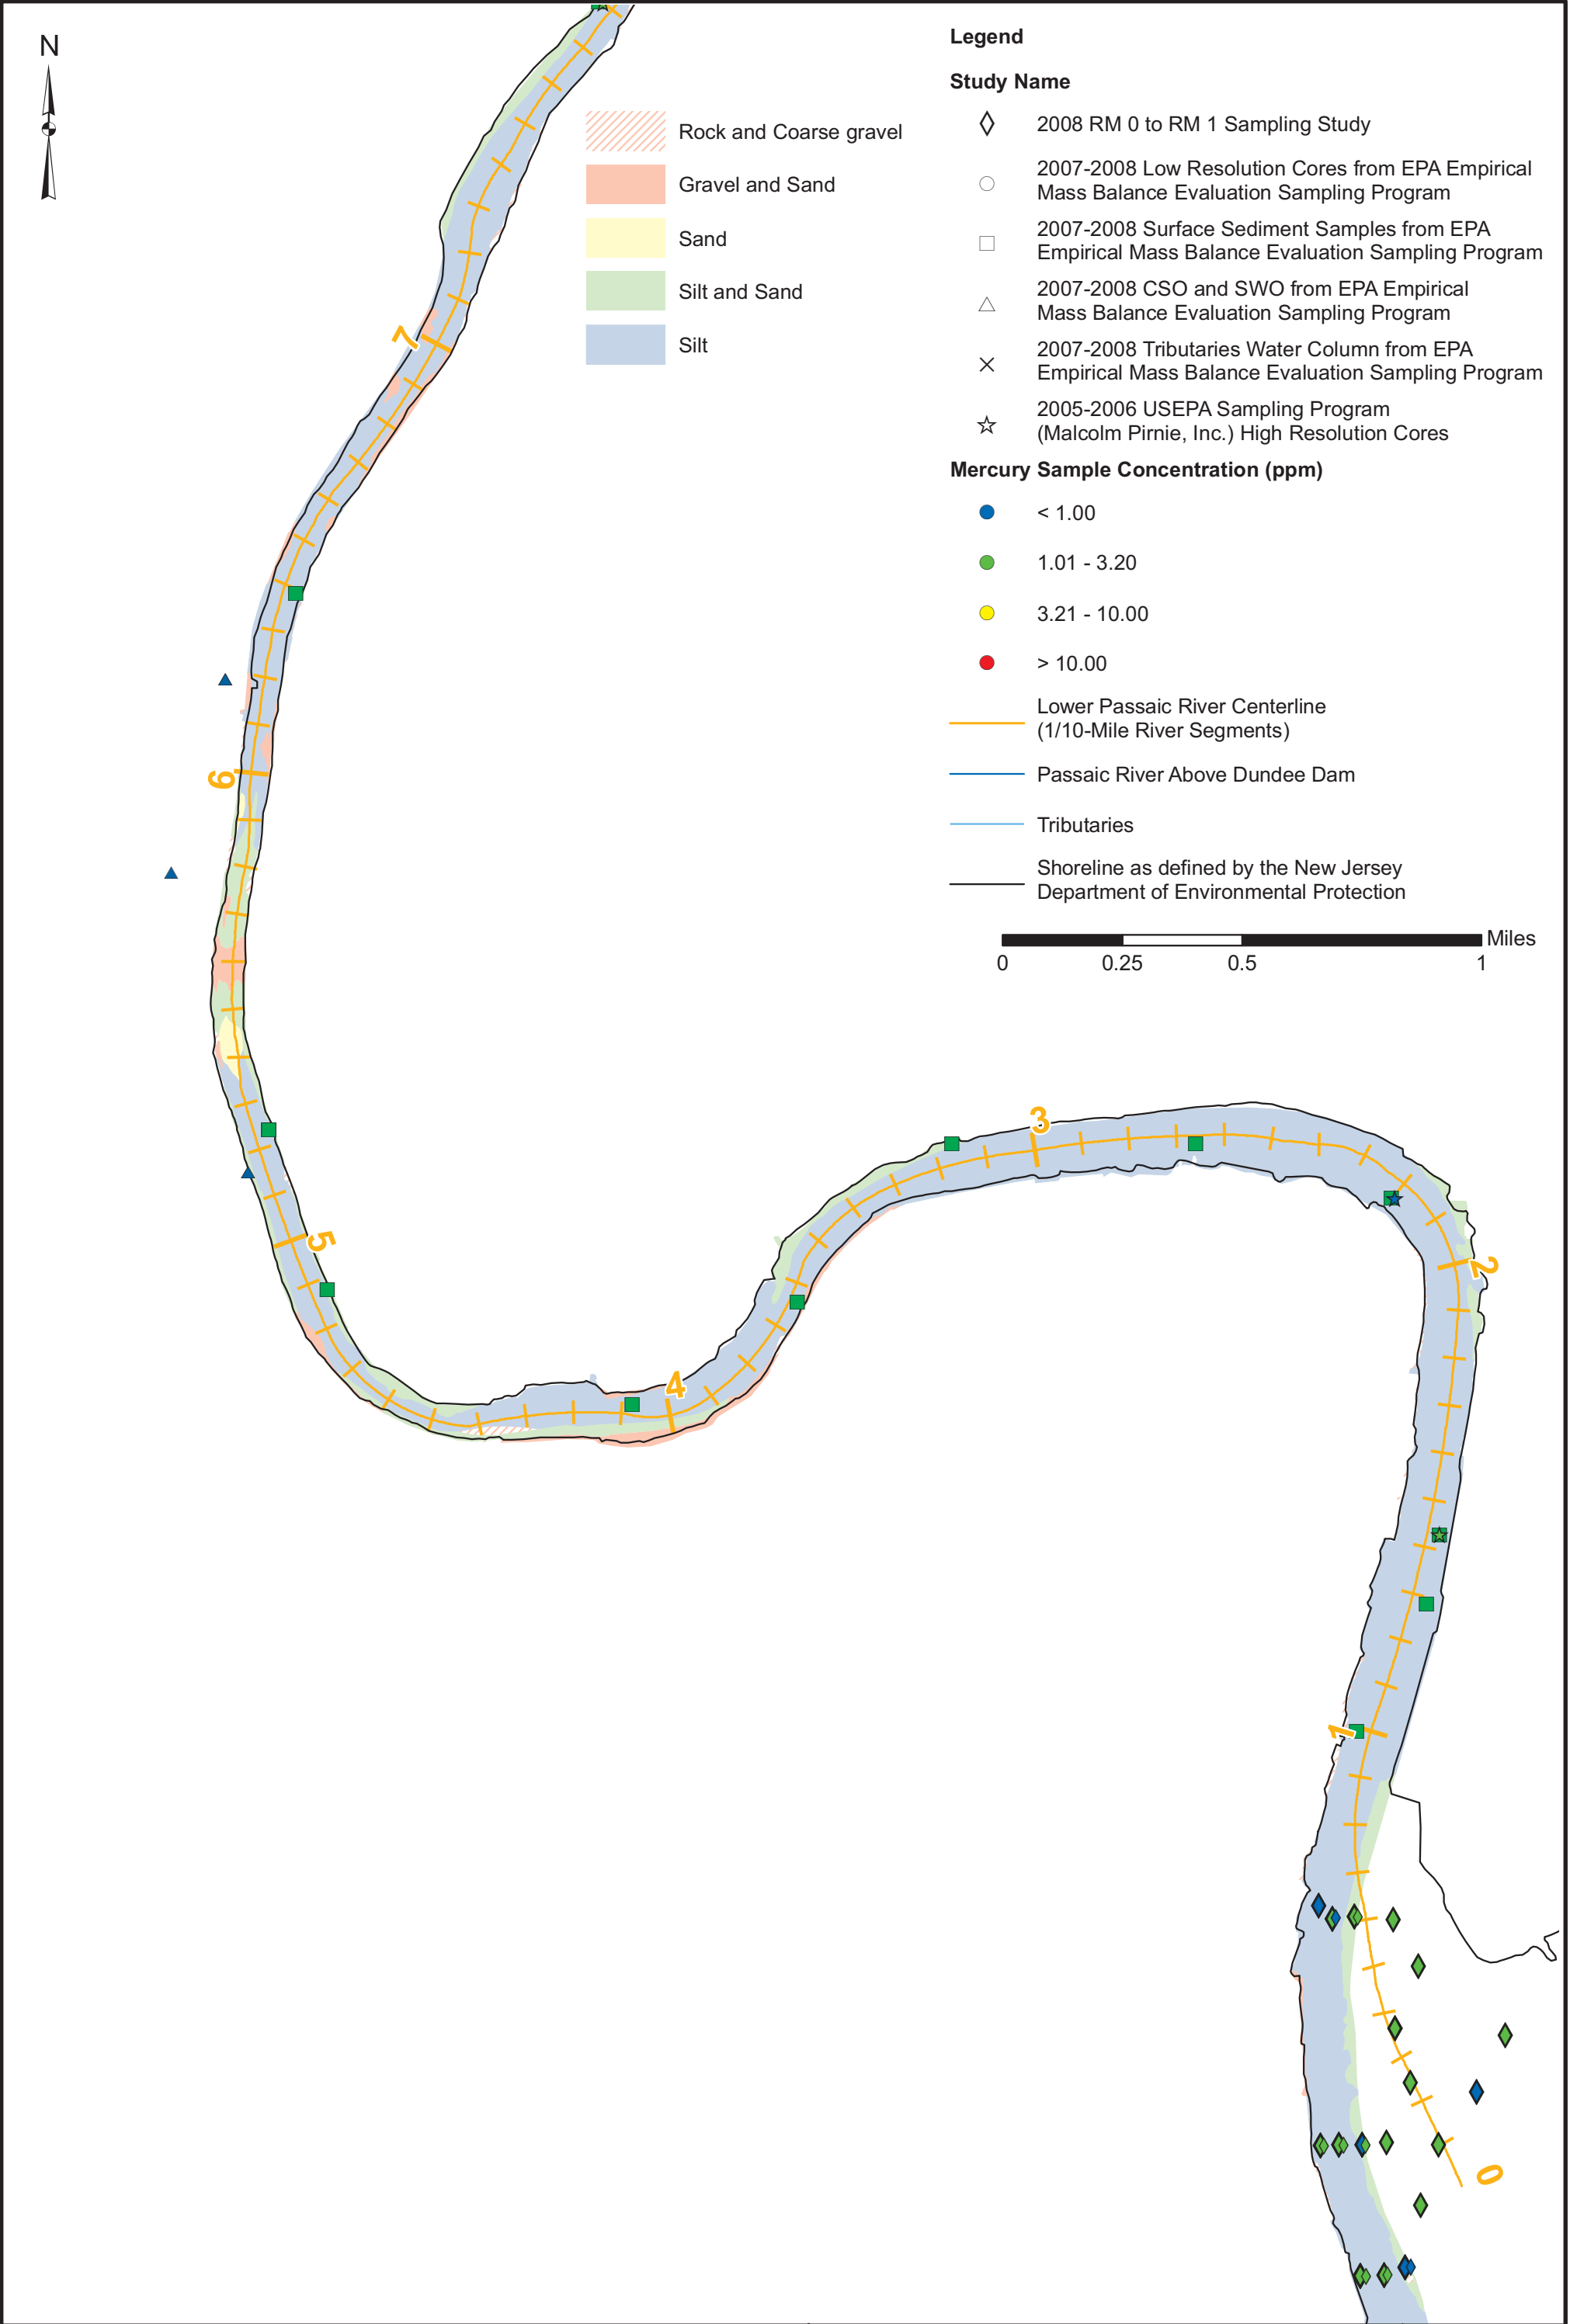 N
Rock and Coarse gravel
Gravel and Sand
Sand
Silt and Sand
Silt
Legend
Study Name
2008 RM 0 to RM 1 Sampling Study
2007-2008 Low Resolution Cores from EPA Empirical
Mass Balance Evaluation Sampling Program
2007-2008 Surface Sediment Samples from EPA
Empirical Mass Balance Evaluation Sampling Program
2007-2008 CSO and SWO from EPA Empirical
Mass Balance Evaluation Sampling Program
2007-2008 Tributaries Water Column from EPA
Empirical Mass Balance Evaluation Sampling Program
2005-2006 USEPA Sampling Program
(Malcolm Pirnie, Inc.) High Resolution Cores
Mercury Sample Concentration (ppm)
< 1.00
1.01 - 3.20
3.21 - 10.00
> 10.00
Lower Passaic River Centerline
(1/10-Mile River Segments)
Passaic River Above Dundee Dam
Tributaries
Shoreline as defined by the New Jersey
Department of Environmental Protection
Miles
0 0.25 0.5 1
7
6
3
5
2
4
1
0